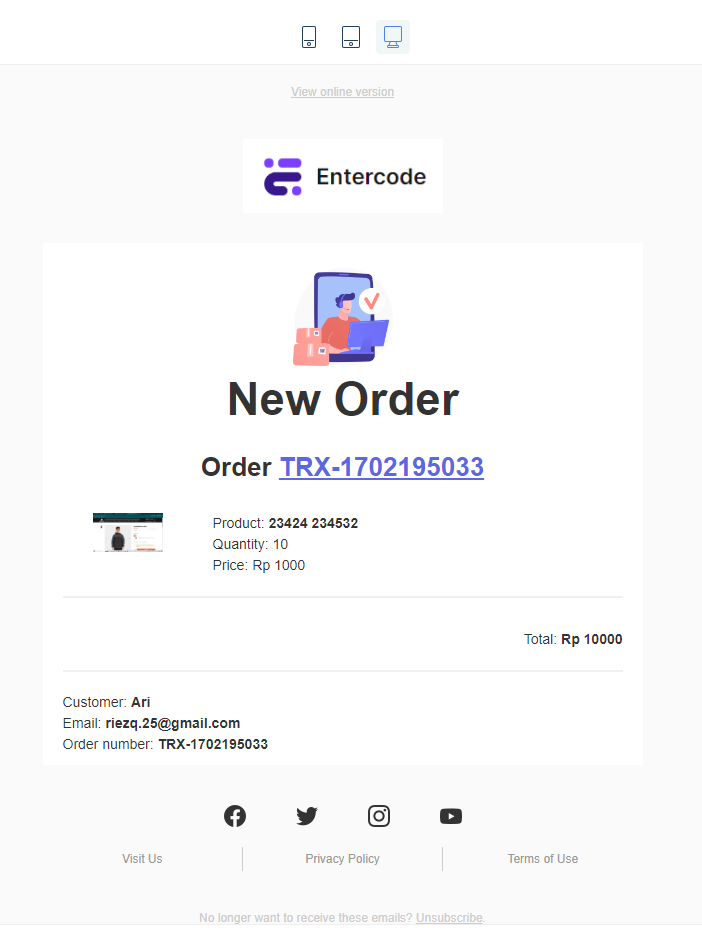 View online version
Entercode
New Order
Order TRX-1702195033
Product: 23424 234532
Quantity: 10
Price: Rp 1000
Total: Rp 10000
Customer: Ari
Email: riezq.25@gmail.com
Order number: TRX-1702195033
Visit Us
Privacy Policy
Terms of Use
No longer want to receive these emails? Unsubscribe.